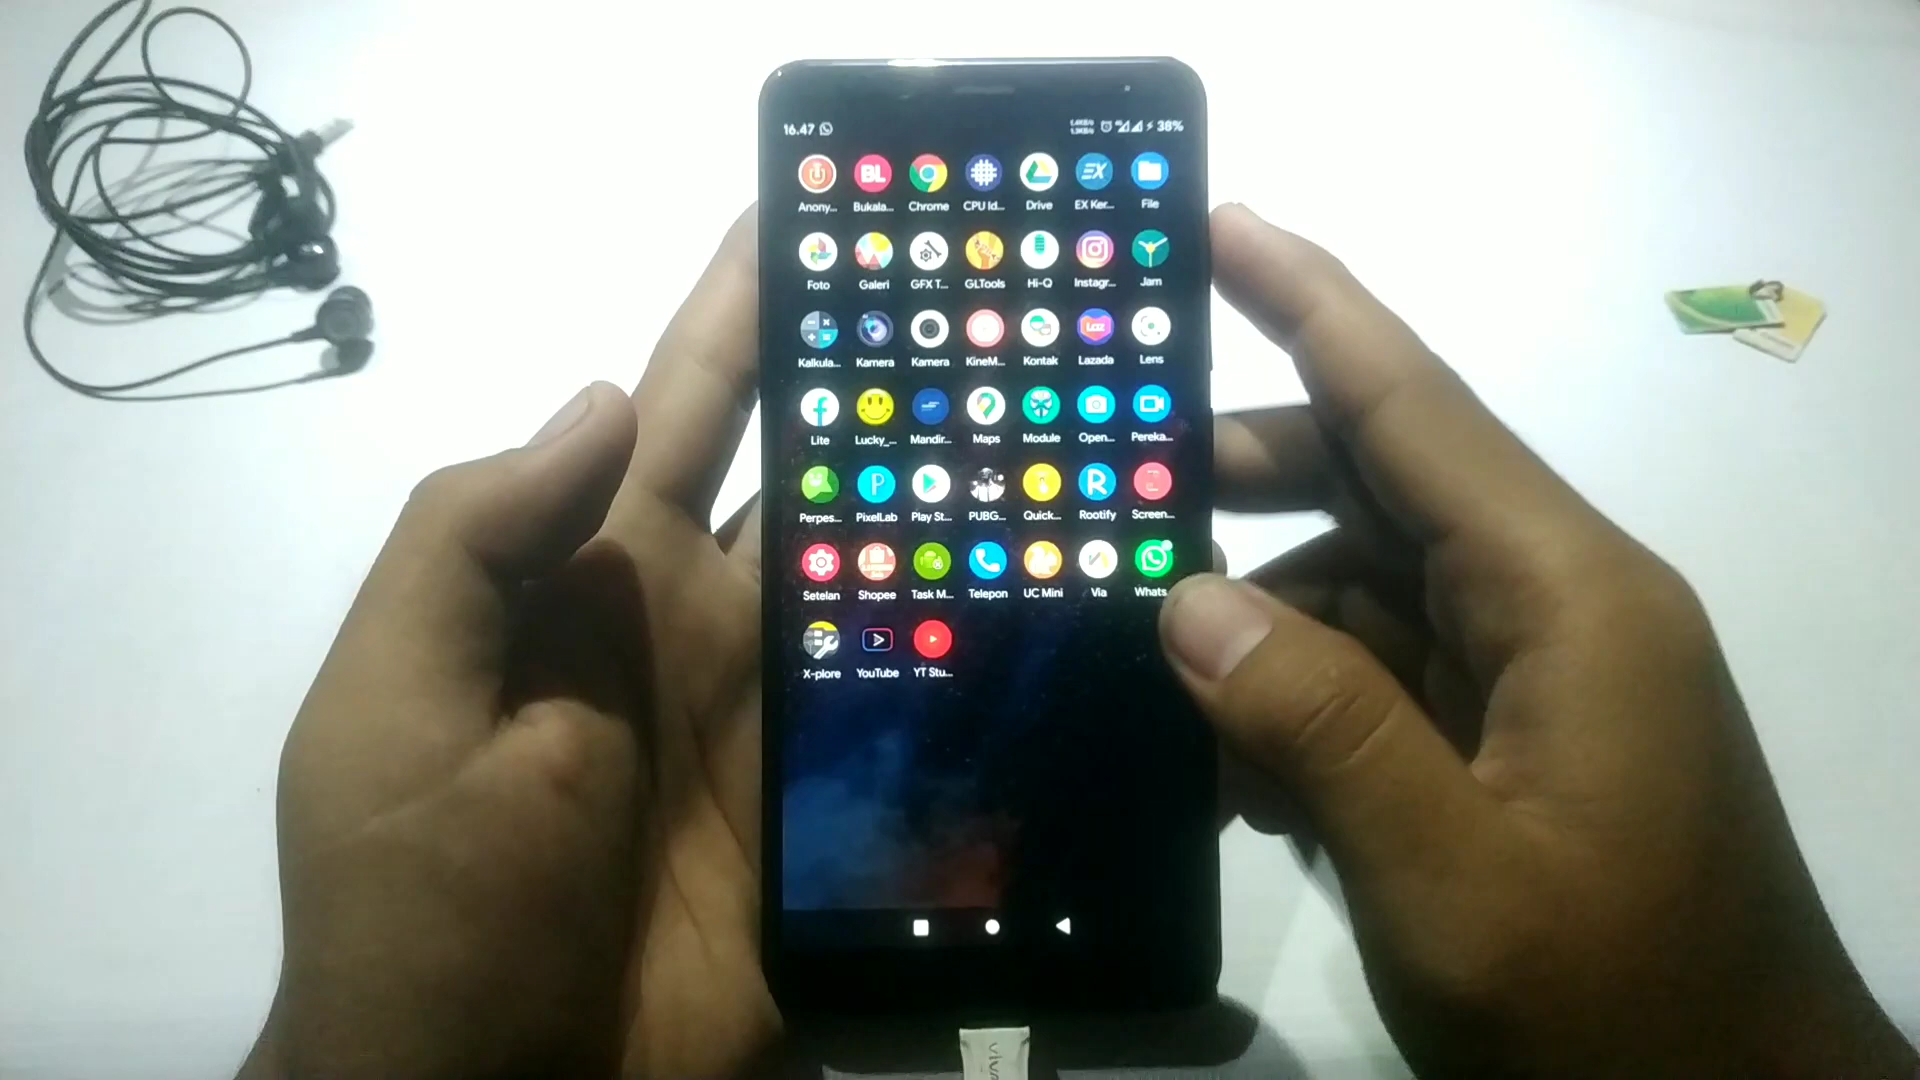 16.47 38%
Anony... Bukala... Chrome CPU Id... Drive EX Ker... File
Foto Galeri GFX T... GLTools Hi-Q Instagr... Jam
Kalkula... Kamera Kamera KineM... Kontak Lazada Lens
Lite Lucky_... Mandir... Maps Module Open... Pereka...
Perpes... PixelLab Play St... PUBG... Quick... Rootify Screen...
Setelan Shopee Task M... Telepon UC Mini Via Whats
X-plore YouTube YT Stu...